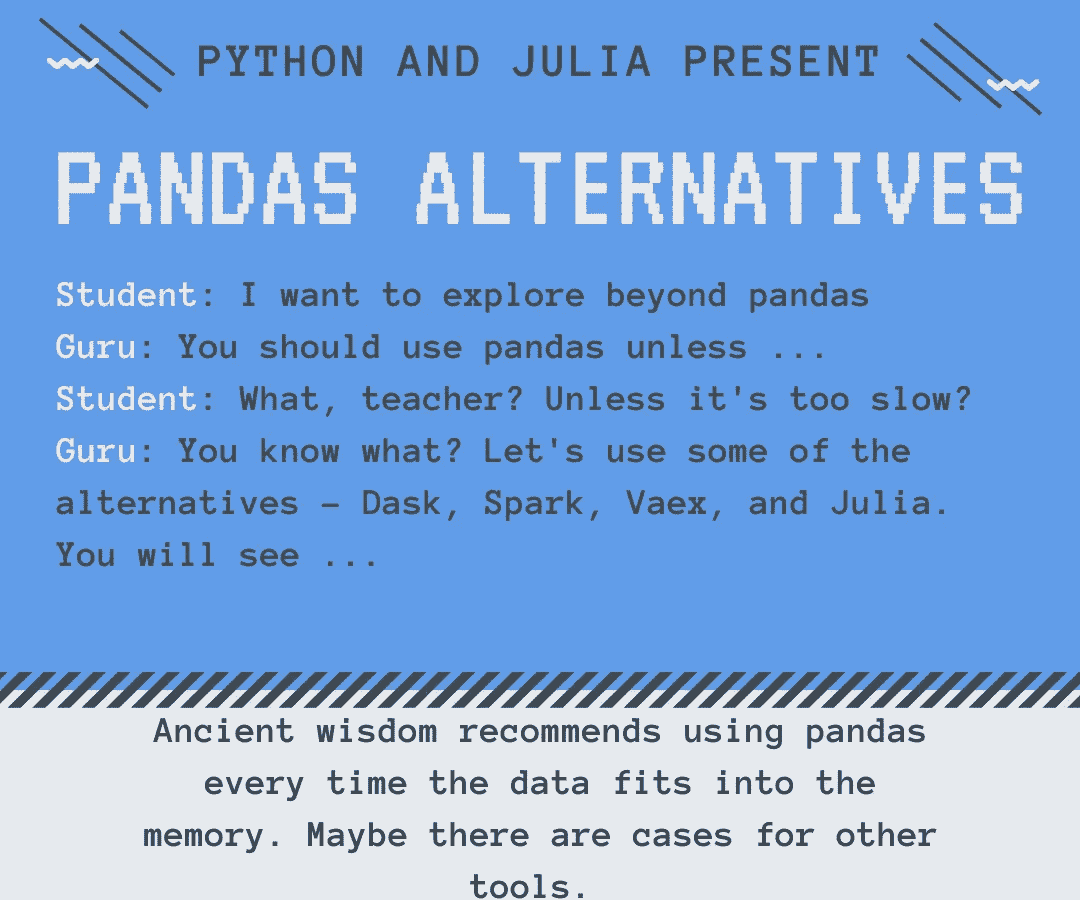 PYTHON AND JULIA PRESENT
PANDAS ALTERNATIVES
Student: I want to explore beyond pandas
Guru: You should use pandas unless ...
Student: What, teacher? Unless it's too slow?
Guru: You know what? Let's use some of the
alternatives – Dask, Spark, Vaex, and Julia.
You will see ...
Ancient wisdom recommends using pandas
every time the data fits into the
memory. Maybe there are cases for other
tools.